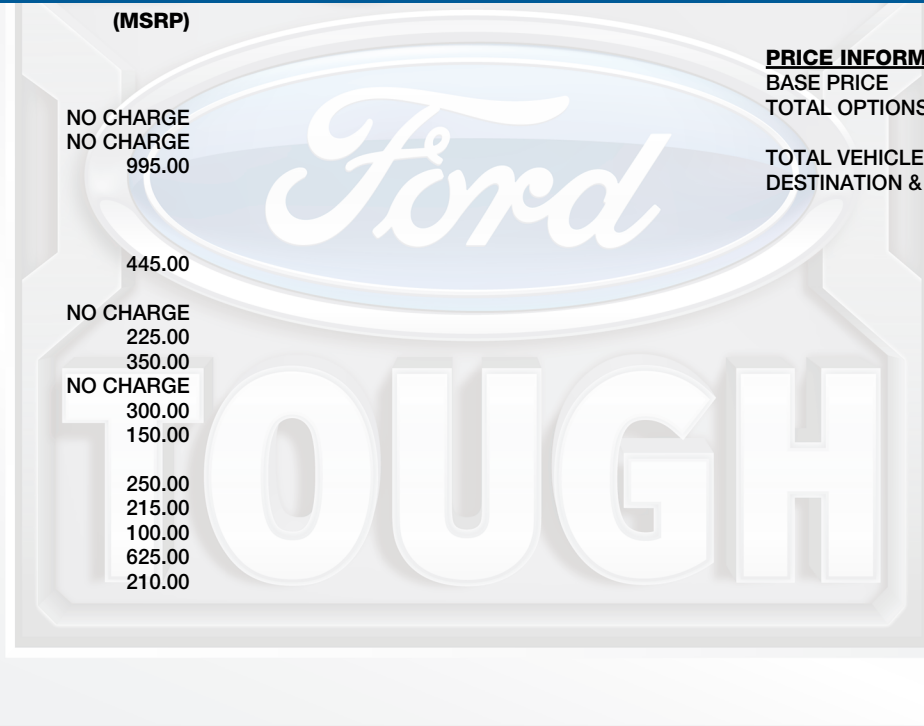 (MSRP)
NO CHARGE
NO CHARGE
995.00
445.00
NO CHARGE
225.00
350.00
NO CHARGE
300.00
150.00
250.00
215.00
100.00
625.00
210.00
PRICE INFORM
BASE PRICE
TOTAL OPTIONS
TOTAL VEHICLE
DESTINATION &
Ford
TOUGH